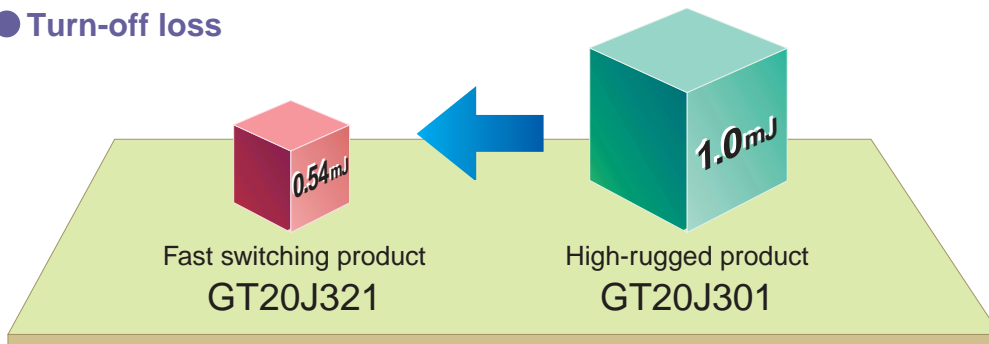 Turn-off loss
0.54mJ
1.0mJ
Fast switching product
GT20J321
High-rugged product
GT20J301